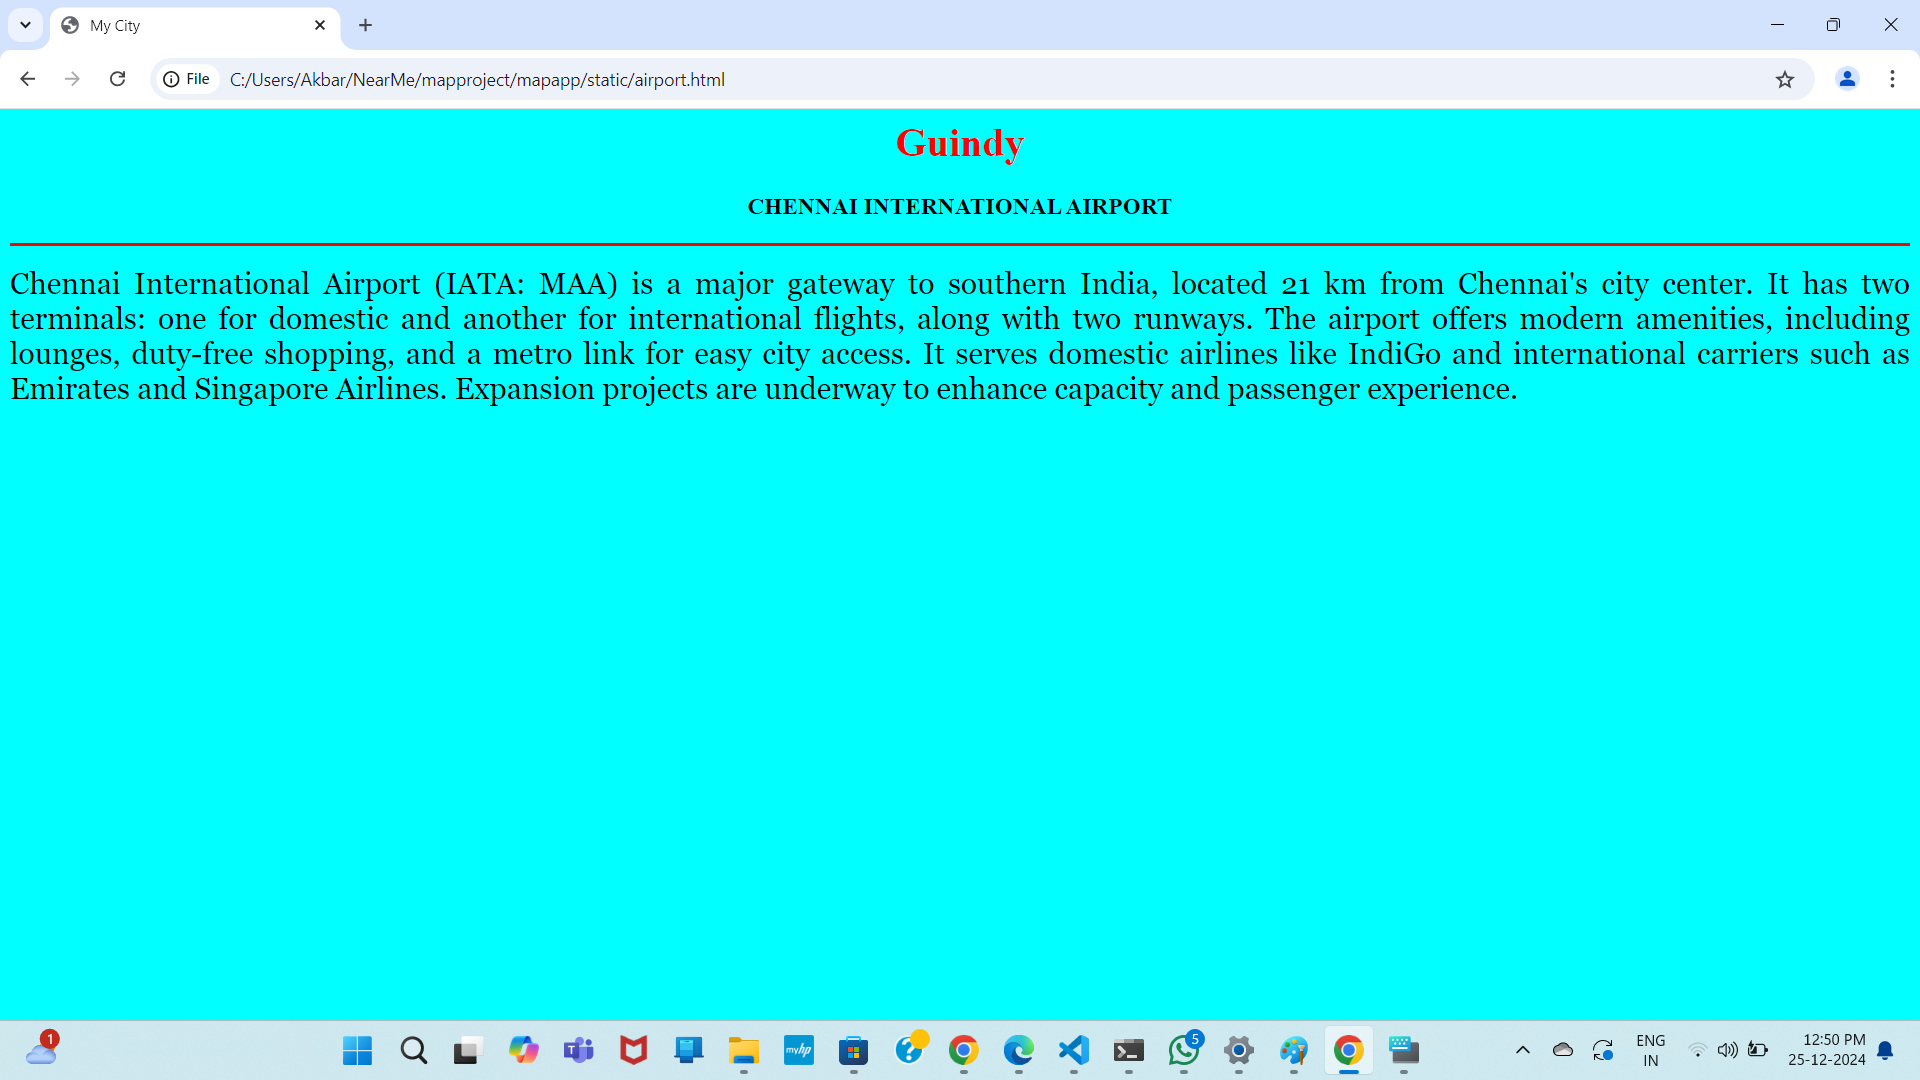 My City
File
C:/Users/Akbar/NearMe/mapproject/mapapp/static/airport.html
Guindy
CHENNAI INTERNATIONAL AIRPORT
Chennai International Airport (IATA: MAA) is a major gateway to southern India, located 21 km from Chennai's city center. It has two
terminals: one for domestic and another for international flights, along with two runways. The airport offers modern amenities, including
lounges, duty-free shopping, and a metro link for easy city access. It serves domestic airlines like IndiGo and international carriers such as
Emirates and Singapore Airlines. Expansion projects are underway to enhance capacity and passenger experience.
1
T
myhp
?
5
ENG
IN
12:50 PM
25-12-2024